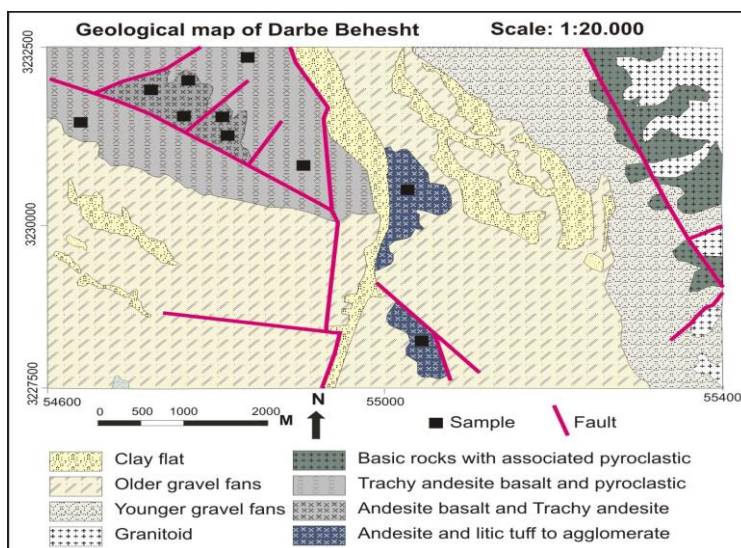 Geological map of Darbe Behesht Scale: 1:20.000
3232500
3230000
3227500
54600 55000 55400
N
0 500 1000 2000 M
Sample Fault
Clay flat
Older gravel fans
Younger gravel fans
Granitoid
Basic rocks with associated pyroclastic
Trachy andesite basalt and pyroclastic
Andesite basalt and Trachy andesite
Andesite and litic tuff to agglomerate